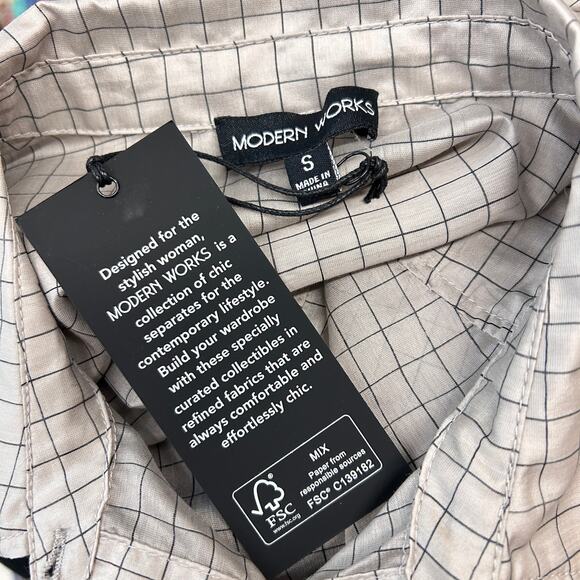 MODERN WORKS
S
MADE IN
CHINA
Designed for the
stylish woman,
MODERN WORKS is a
collection of chic
separates for the
contemporary lifestyle.
Build your wardrobe
with these specially
curated collectibles in
refined fabrics that are
always comfortable and
effortlessly chic.
FSC
www.fsc.org
MIX
Paper from
responsible sources
FSC® C139182